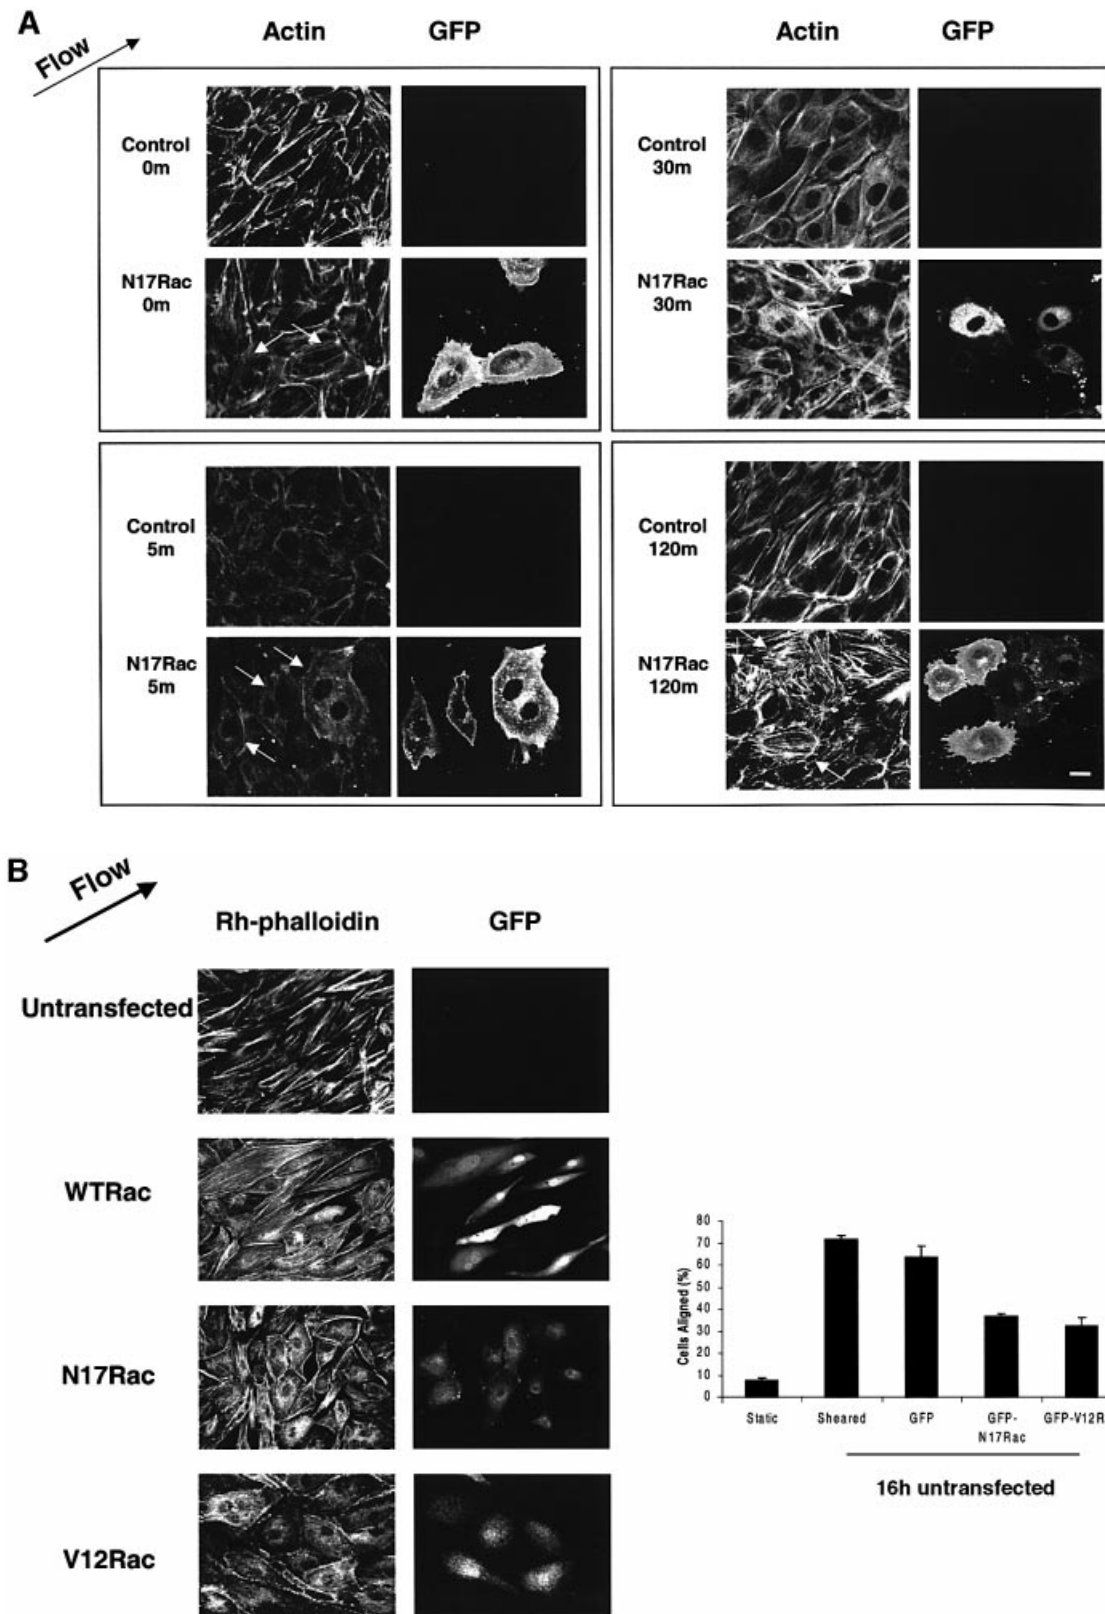 A
Flow
Actin GFP
Control
0m
N17Rac
0m
Control
5m
N17Rac
5m
Actin GFP
Control
30m
N17Rac
30m
Control
120m
N17Rac
120m
B
Flow
Rh-phalloidin GFP
Untransfected
WTRac
N17Rac
V12Rac
Cells Aligned (%)
80
70
60
50
40
30
20
10
0
Static Sheared GFP GFP-N17Rac GFP-V12R
16h untransfected